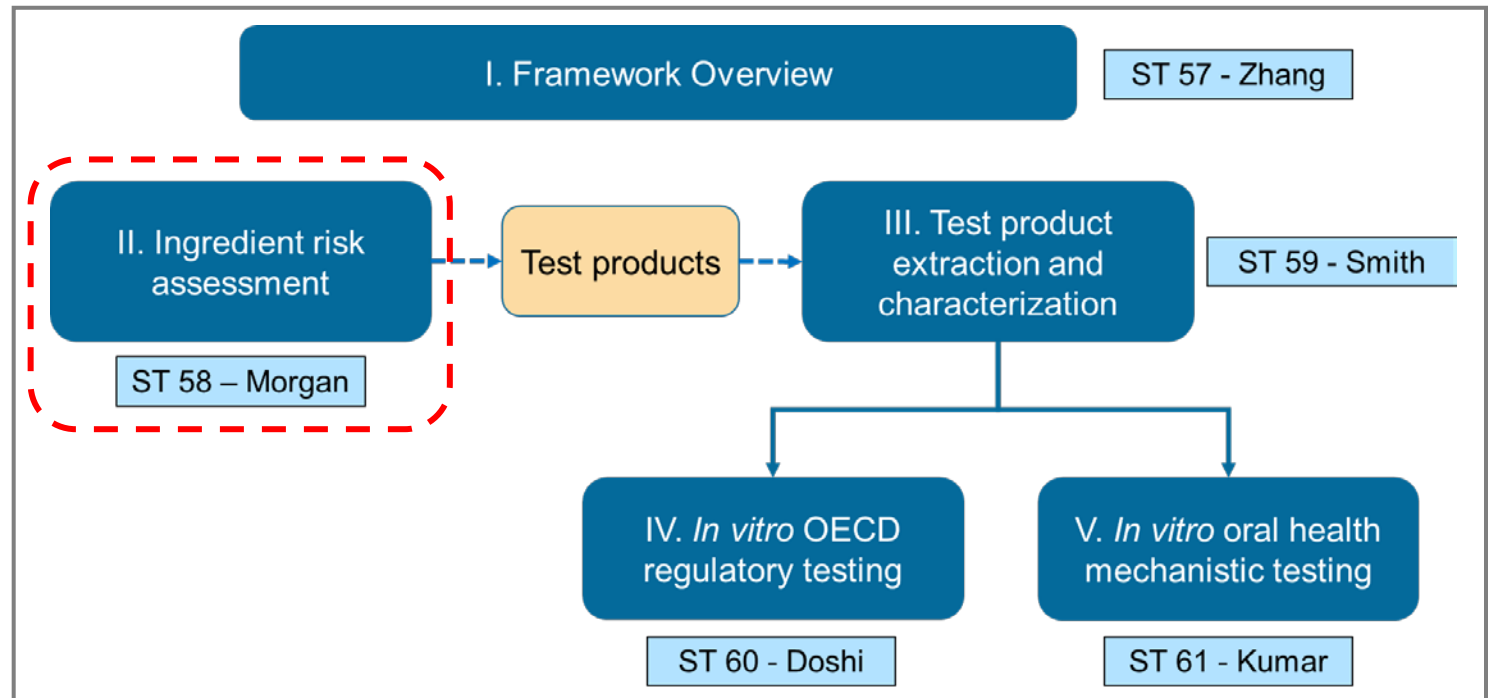 I. Framework Overview
ST 57 - Zhang
II. Ingredient risk
assessment
ST 58 – Morgan
Test products
III. Test product
extraction and
characterization
ST 59 - Smith
IV. In vitro OECD
regulatory testing
ST 60 - Doshi
V. In vitro oral health
mechanistic testing
ST 61 - Kumar